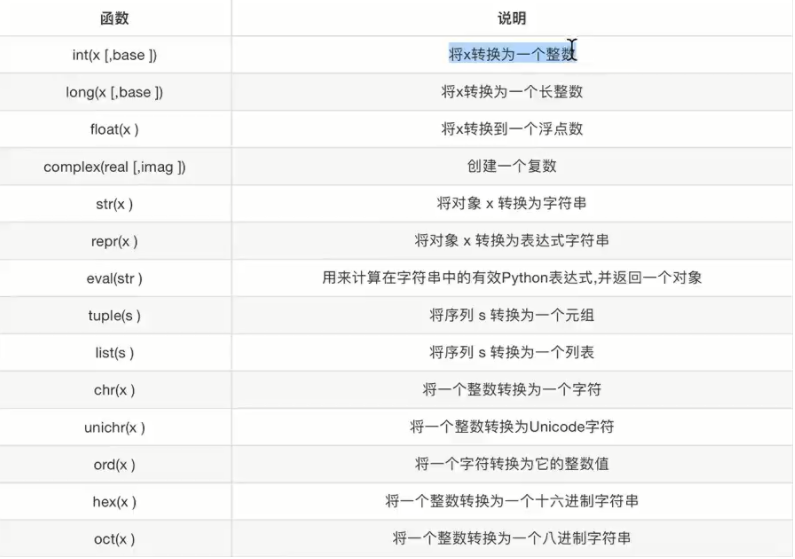 函数 说明
int(x [,base ]) 将x转换为一个整数
long(x [,base ]) 将x转换为一个长整数
float(x ) 将x转换到一个浮点数
complex(real [,imag ]) 创建一个复数
str(x ) 将对象 x 转换为字符串
repr(x ) 将对象 x 转换为表达式字符串
eval(str ) 用来计算在字符串中的有效Python表达式,并返回一个对象
tuple(s ) 将序列 s 转换为一个元组
list(s ) 将序列 s 转换为一个列表
chr(x ) 将一个整数转换为一个字符
unichr(x ) 将一个整数转换为Unicode字符
ord(x ) 将一个字符转换为它的整数值
hex(x ) 将一个整数转换为一个十六进制字符串
oct(x ) 将一个整数转换为一个八进制字符串